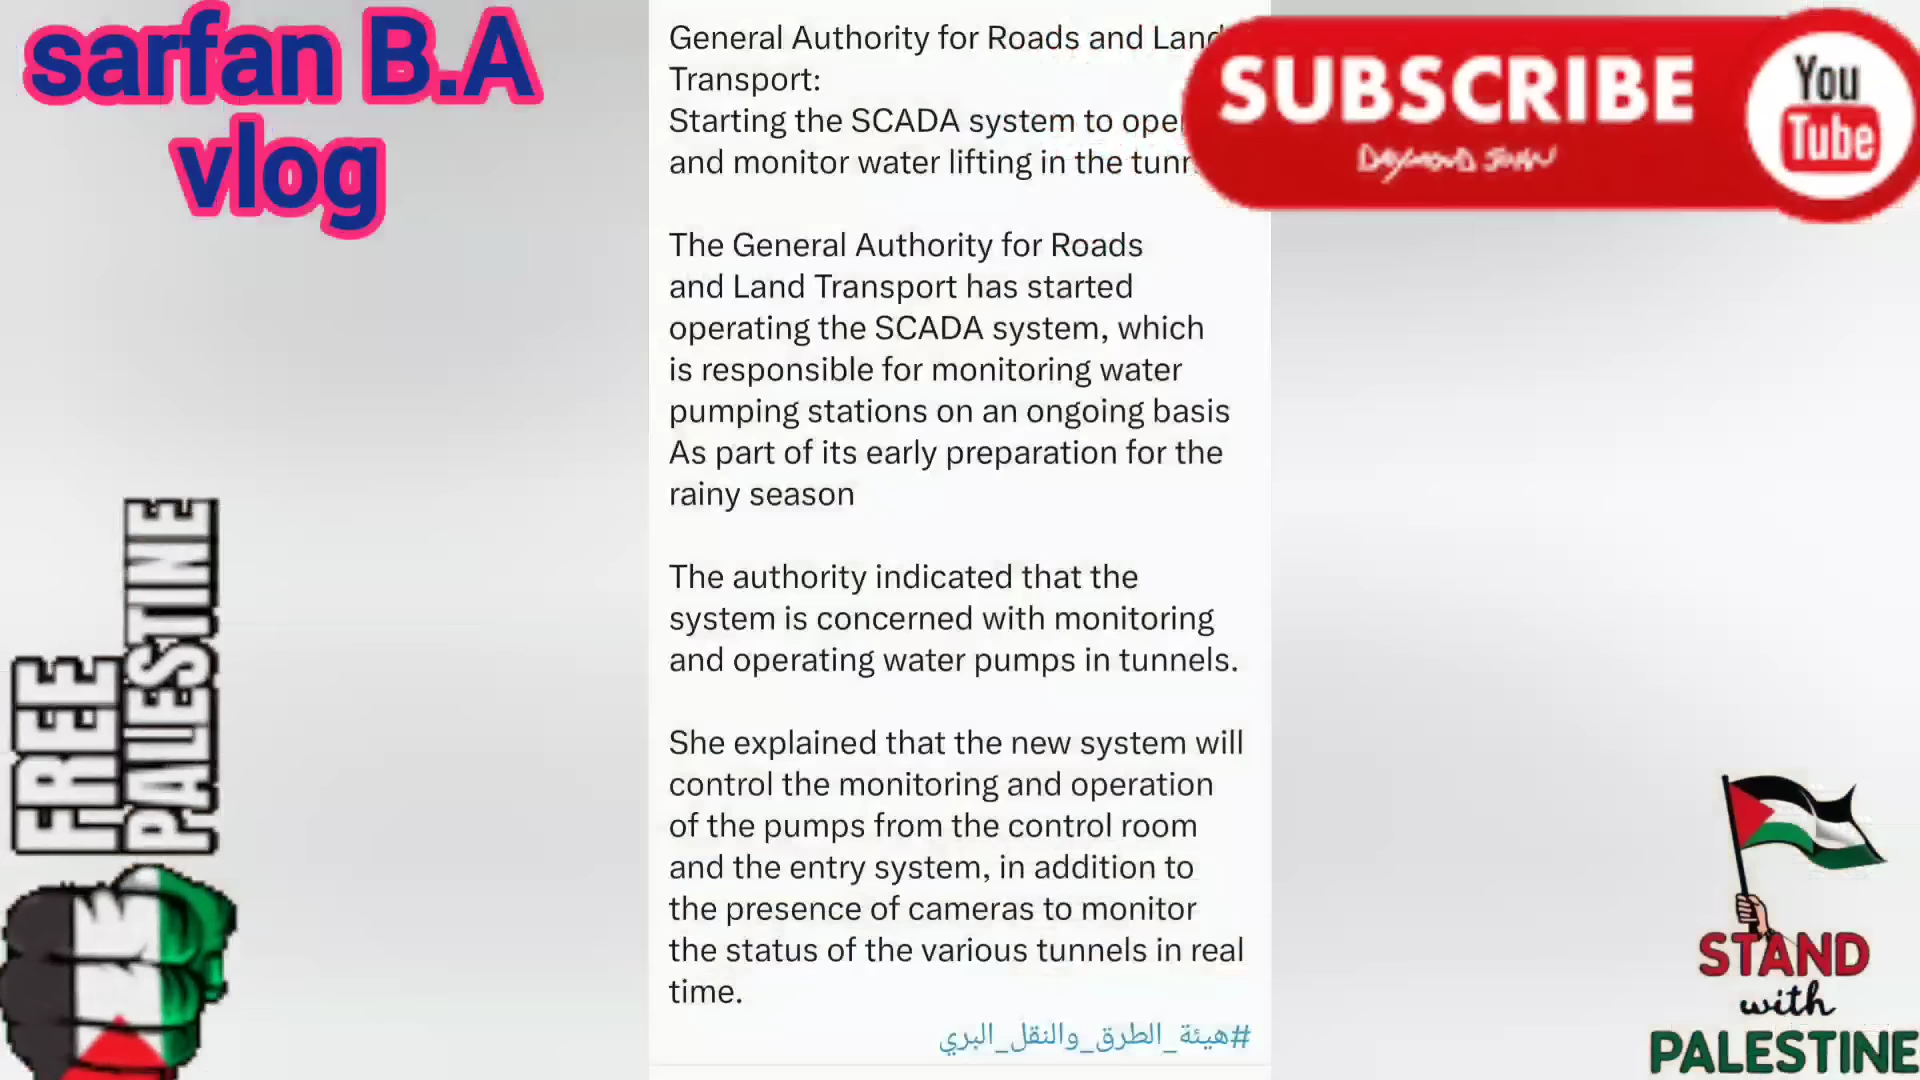 sarfan B.A
vlog
General Authority for Roads and Land
Transport:
Starting the SCADA system to
and monitor water lifting in the
The General Authority for Roads
and Land Transport has started
operating the SCADA system, which
is responsible for monitoring water
pumping stations on an ongoing basis
As part of its early preparation for the
rainy season
The authority indicated that the
system is concerned with monitoring
and operating water pumps in tunnels.
She explained that the new system will
control the monitoring and operation
of the pumps from the control room
and the entry system, in addition to
the presence of cameras to monitor
the status of the various tunnels in real
time.
#هيئة_الطرق_والنقل_البري
SUBSCRIBE
You
Tube
FREE
PALESTINE
STAND
with
PALESTINE